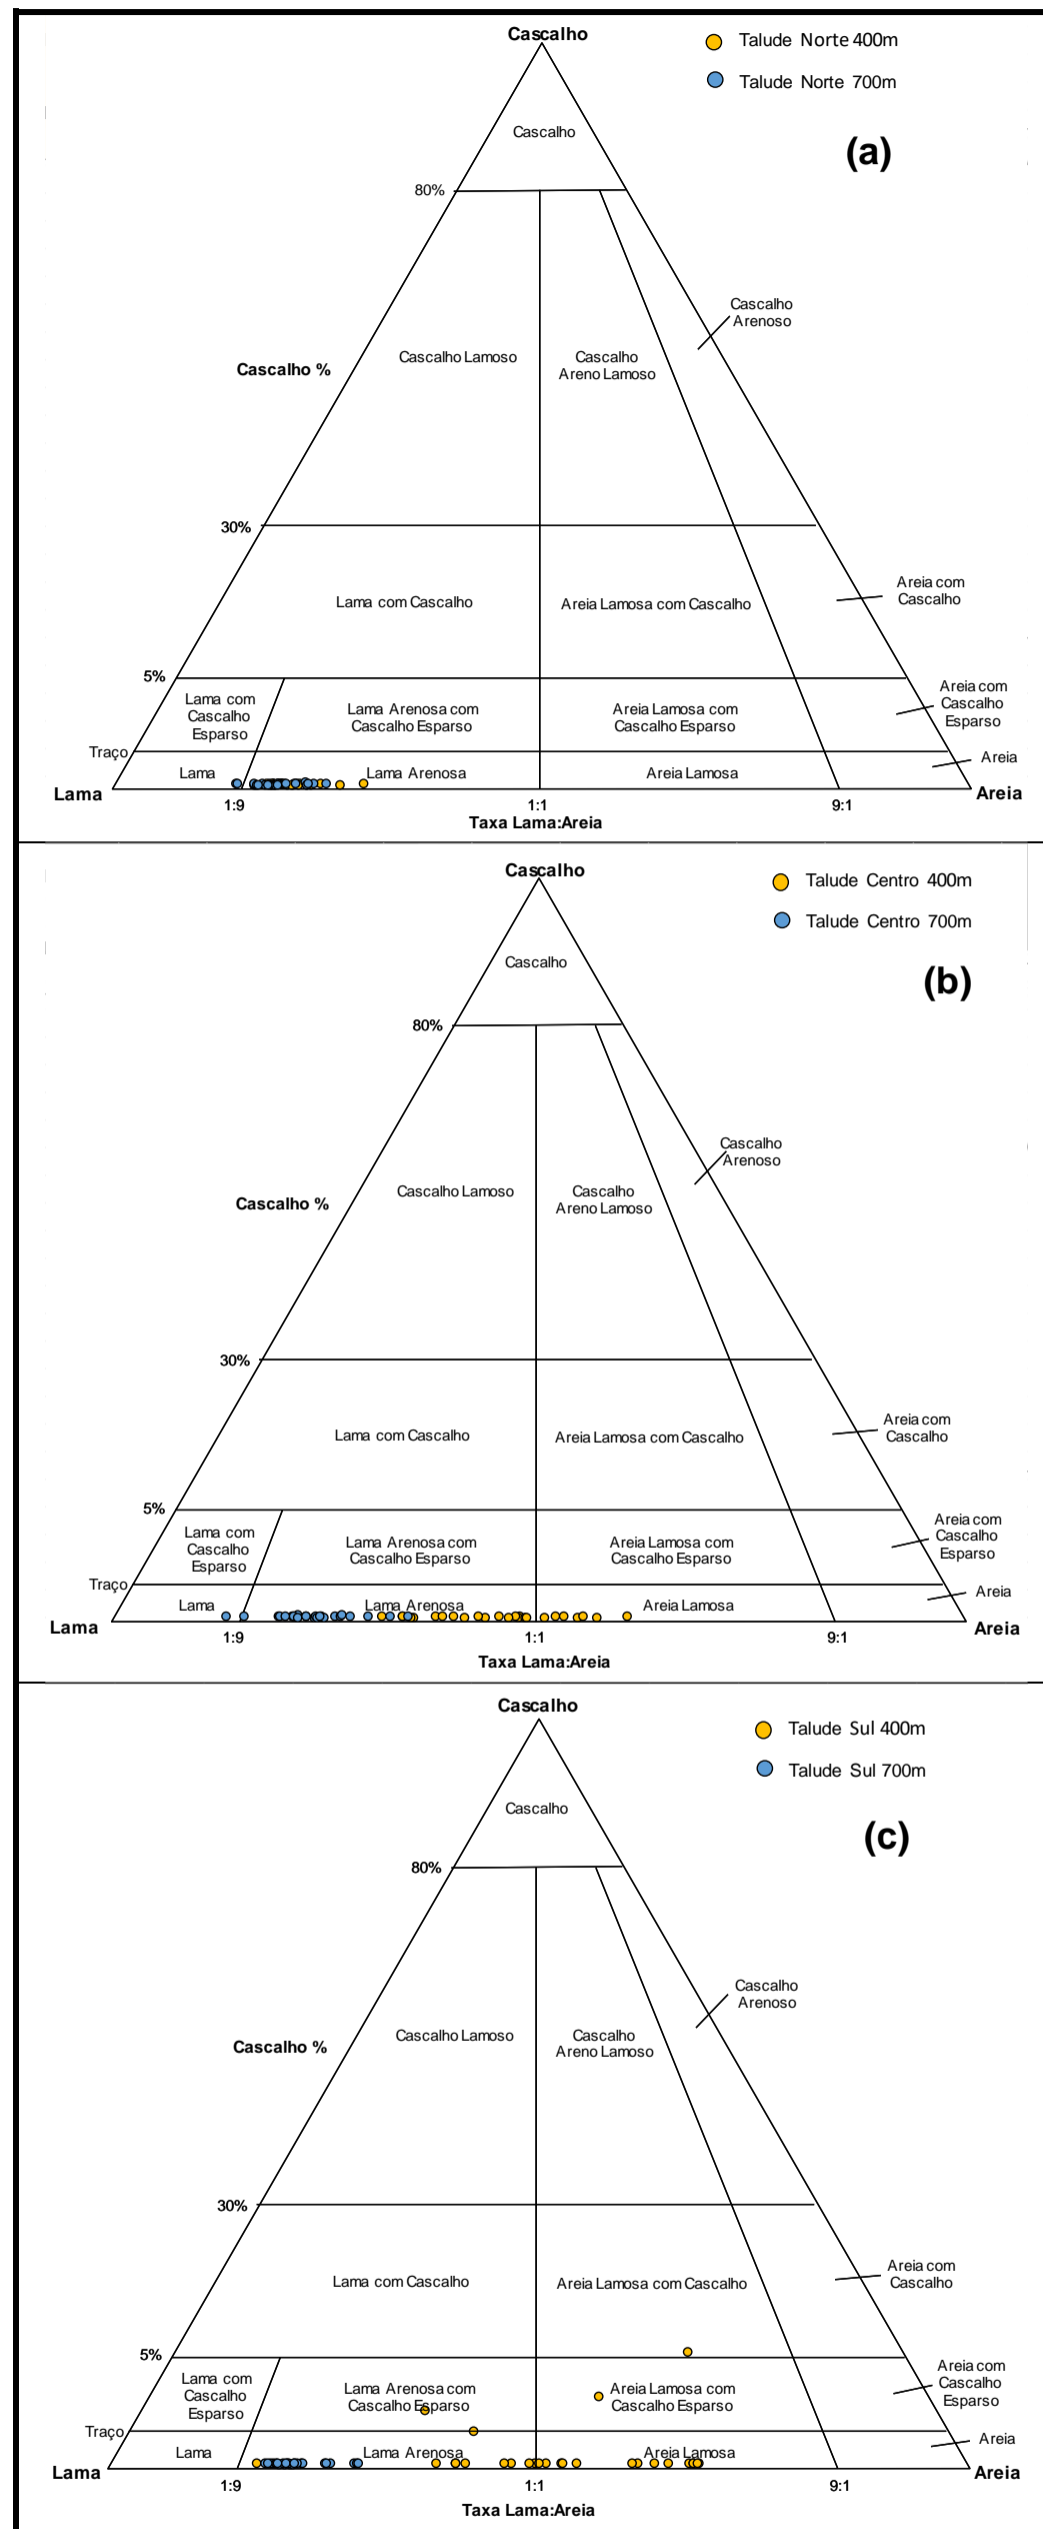 Cascalho
Talude Norte 400m
Talude Norte 700m
(a)
Cascalho
80%
Cascalho
Arenoso
Cascalho %
Cascalho Lamoso
Cascalho
Areno Lamoso
30%
Lama com Cascalho
Areia Lamosa com Cascalho
Areia com
Cascalho
5%
Lama com
Cascalho
Esparso
Lama Arenosa com
Cascalho Esparso
Areia Lamosa com
Cascalho Esparso
Areia com
Cascalho
Esparso
Traço
Areia
Lama
Lama Arenosa
Areia Lamosa
Lama
Areia
1:9
1:1
9:1
Taxa Lama:Areia
Cascalho
Talude Centro 400m
Talude Centro 700m
(b)
Cascalho
80%
Cascalho
Arenoso
Cascalho %
Cascalho Lamoso
Cascalho
Areno Lamoso
30%
Lama com Cascalho
Areia Lamosa com Cascalho
Areia com
Cascalho
5%
Lama com
Cascalho
Esparso
Lama Arenosa com
Cascalho Esparso
Areia Lamosa com
Cascalho Esparso
Areia com
Cascalho
Esparso
Traço
Areia
Lama
Lama Arenosa
Areia Lamosa
Lama
Areia
1:9
1:1
9:1
Taxa Lama:Areia
Cascalho
Talude Sul 400m
Talude Sul 700m
(c)
Cascalho
80%
Cascalho
Arenoso
Cascalho %
Cascalho Lamoso
Cascalho
Areno Lamoso
30%
Lama com Cascalho
Areia Lamosa com Cascalho
Areia com
Cascalho
5%
Lama com
Cascalho
Esparso
Lama Arenosa com
Cascalho Esparso
Areia Lamosa com
Cascalho Esparso
Areia com
Cascalho
Esparso
Traço
Areia
Lama
Lama Arenosa
Areia Lamosa
Lama
Areia
1:9
1:1
9:1
Taxa Lama:Areia